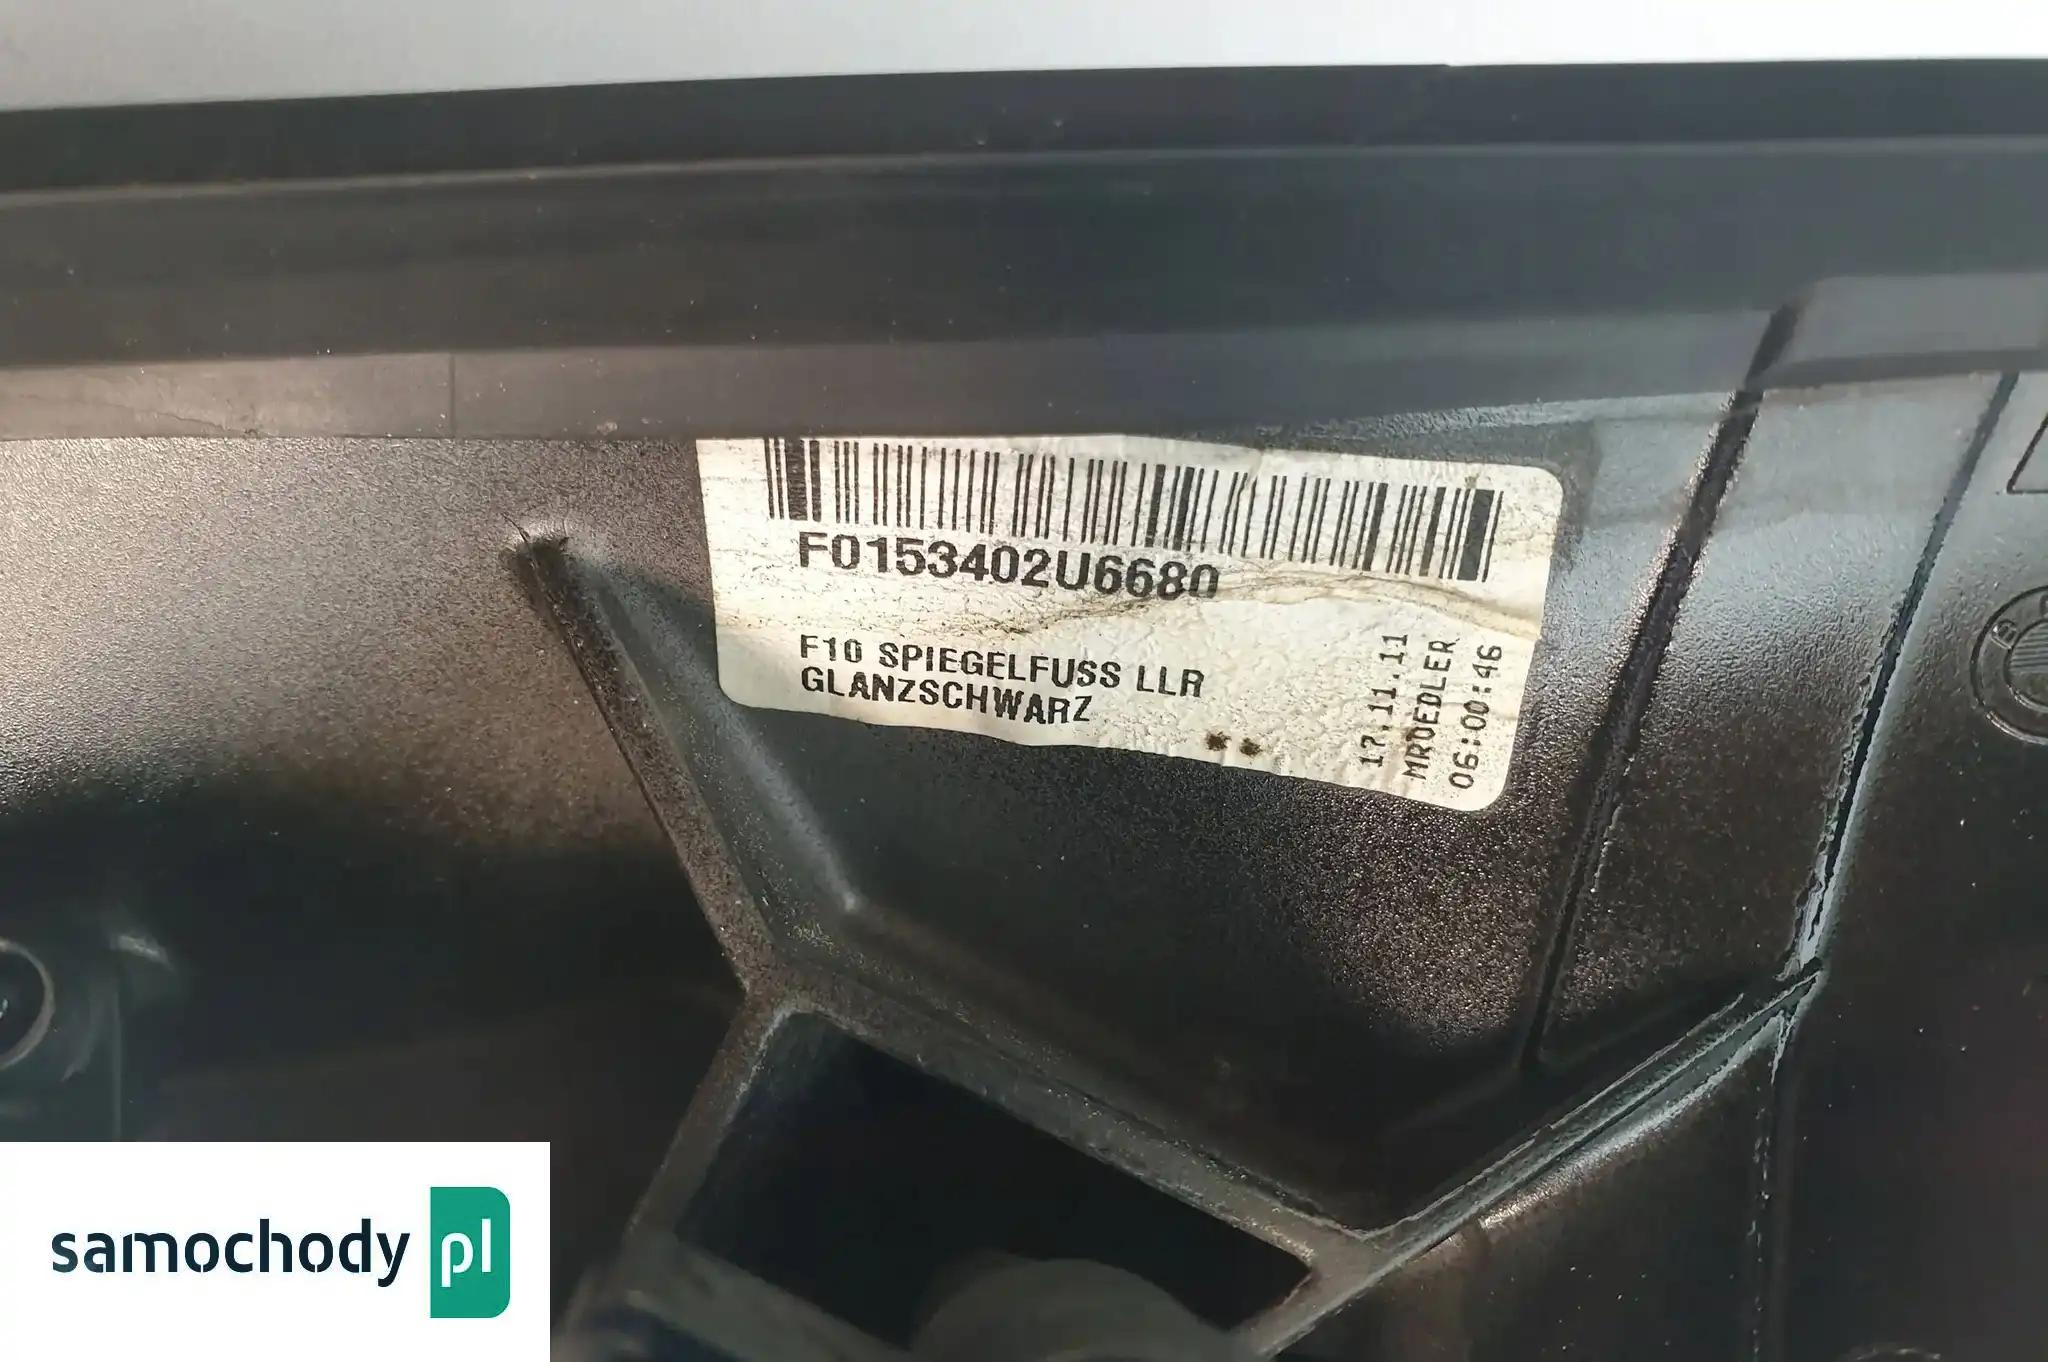 F0153402U6680
F10 SPIEGELFUSS LLR
GLANZSCHWARZ
17.11.11
MROEDLER
06:00:46
samochody pl